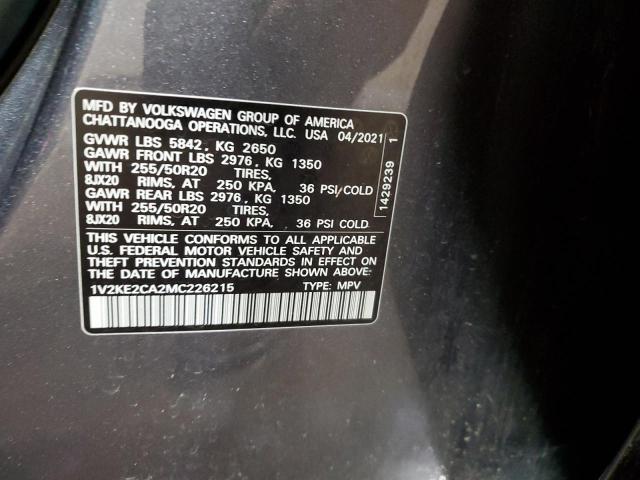 MFD BY VOLKSWAGEN GROUP OF AMERICA
CHATTANOOGA OPERATIONS, LLC. USA 04/2021
GVWR LBS 5842, KG 2650
GAWR FRONT LBS 2976, KG 1350
WITH 255/50R20 TIRES,
8JX20 RIMS, AT 250 KPA, 36 PSI/COLD
GAWR REAR LBS 2976, KG 1350
WITH 255/50R20 TIRES,
8JX20 RIMS, AT 250 KPA, 36 PSI COLD
THIS VEHICLE CONFORMS TO ALL APPLICABLE
U.S. FEDERAL MOTOR VEHICLE SAFETY AND
THEFT PREVENTION STANDARDS IN EFFECT ON
THE DATE OF MANUFACTURE SHOWN ABOVE:
1V2KE2CA2MC226215 TYPE: MPV
1429239 1